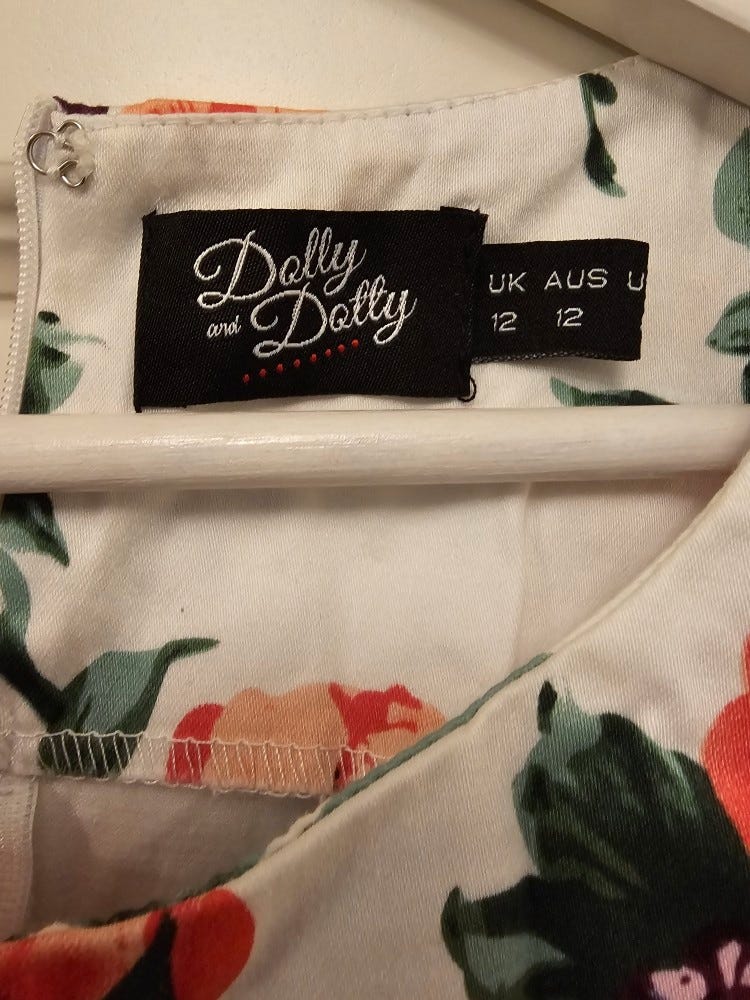 Dolly
and Dotty
UK AUS U
12 12